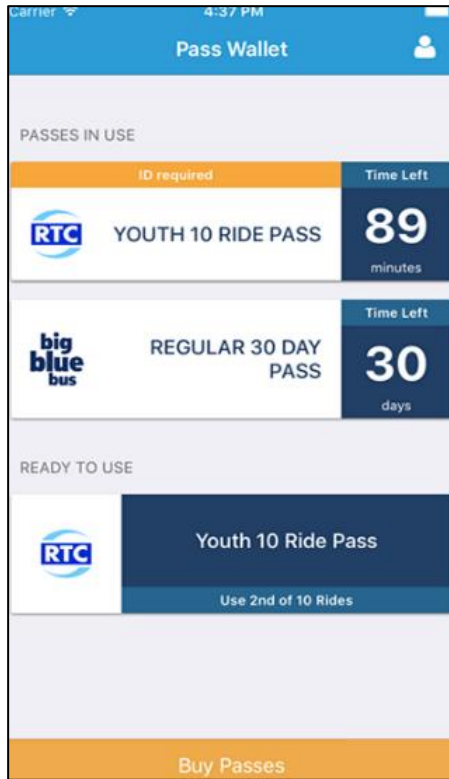 Carrier 4:37 PM
Pass Wallet
PASSES IN USE
ID required
Time Left
RTC
YOUTH 10 RIDE PASS
89
minutes
Time Left
big
blue
bus
REGULAR 30 DAY
PASS
30
days
READY TO USE
RTC
Youth 10 Ride Pass
Use 2nd of 10 Rides
Buy Passes